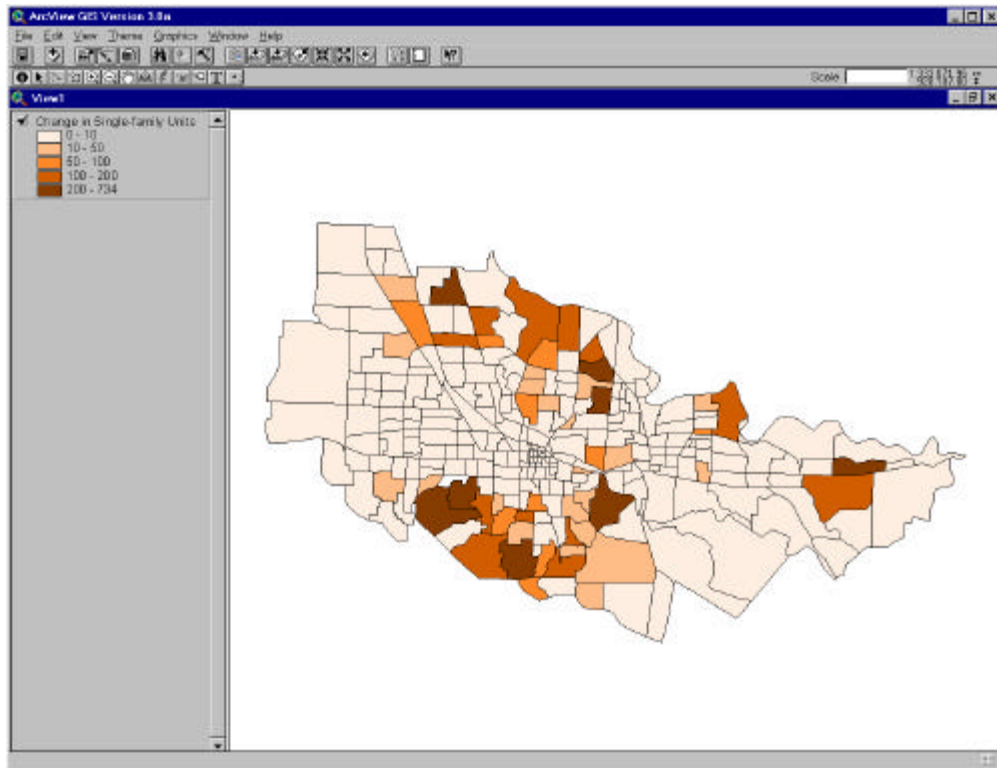 ArcView GIS Version 3.0a
File Edit View Theme Graphics Window Help
Scale
View1
Change in Single-family Units
0 - 10
10 - 50
50 - 100
100 - 200
200 - 734